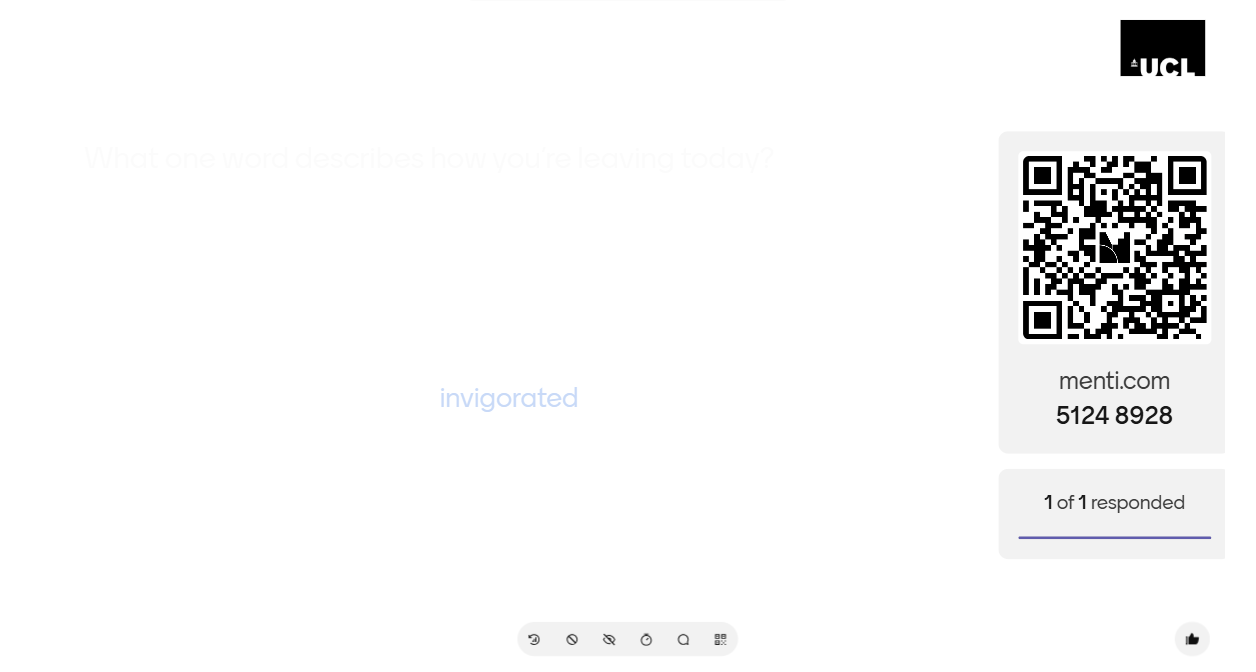 UCL
What one word describes how you're leaving today?
invigorated
menti.com
5124 8928
1 of 1 responded